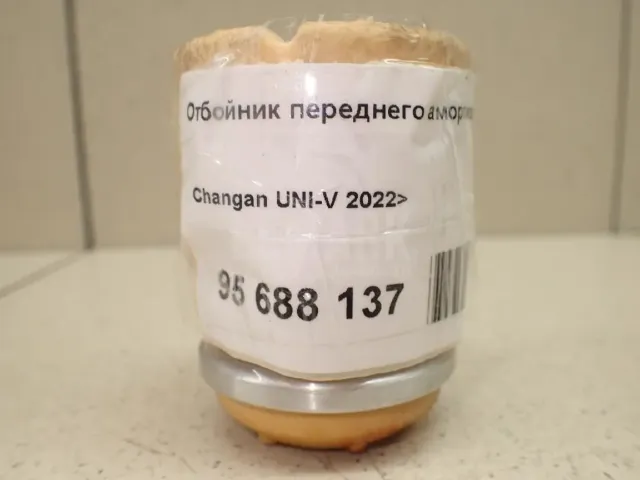 Отбойник переднего
Changan UNI-V 2022>
95 688 137